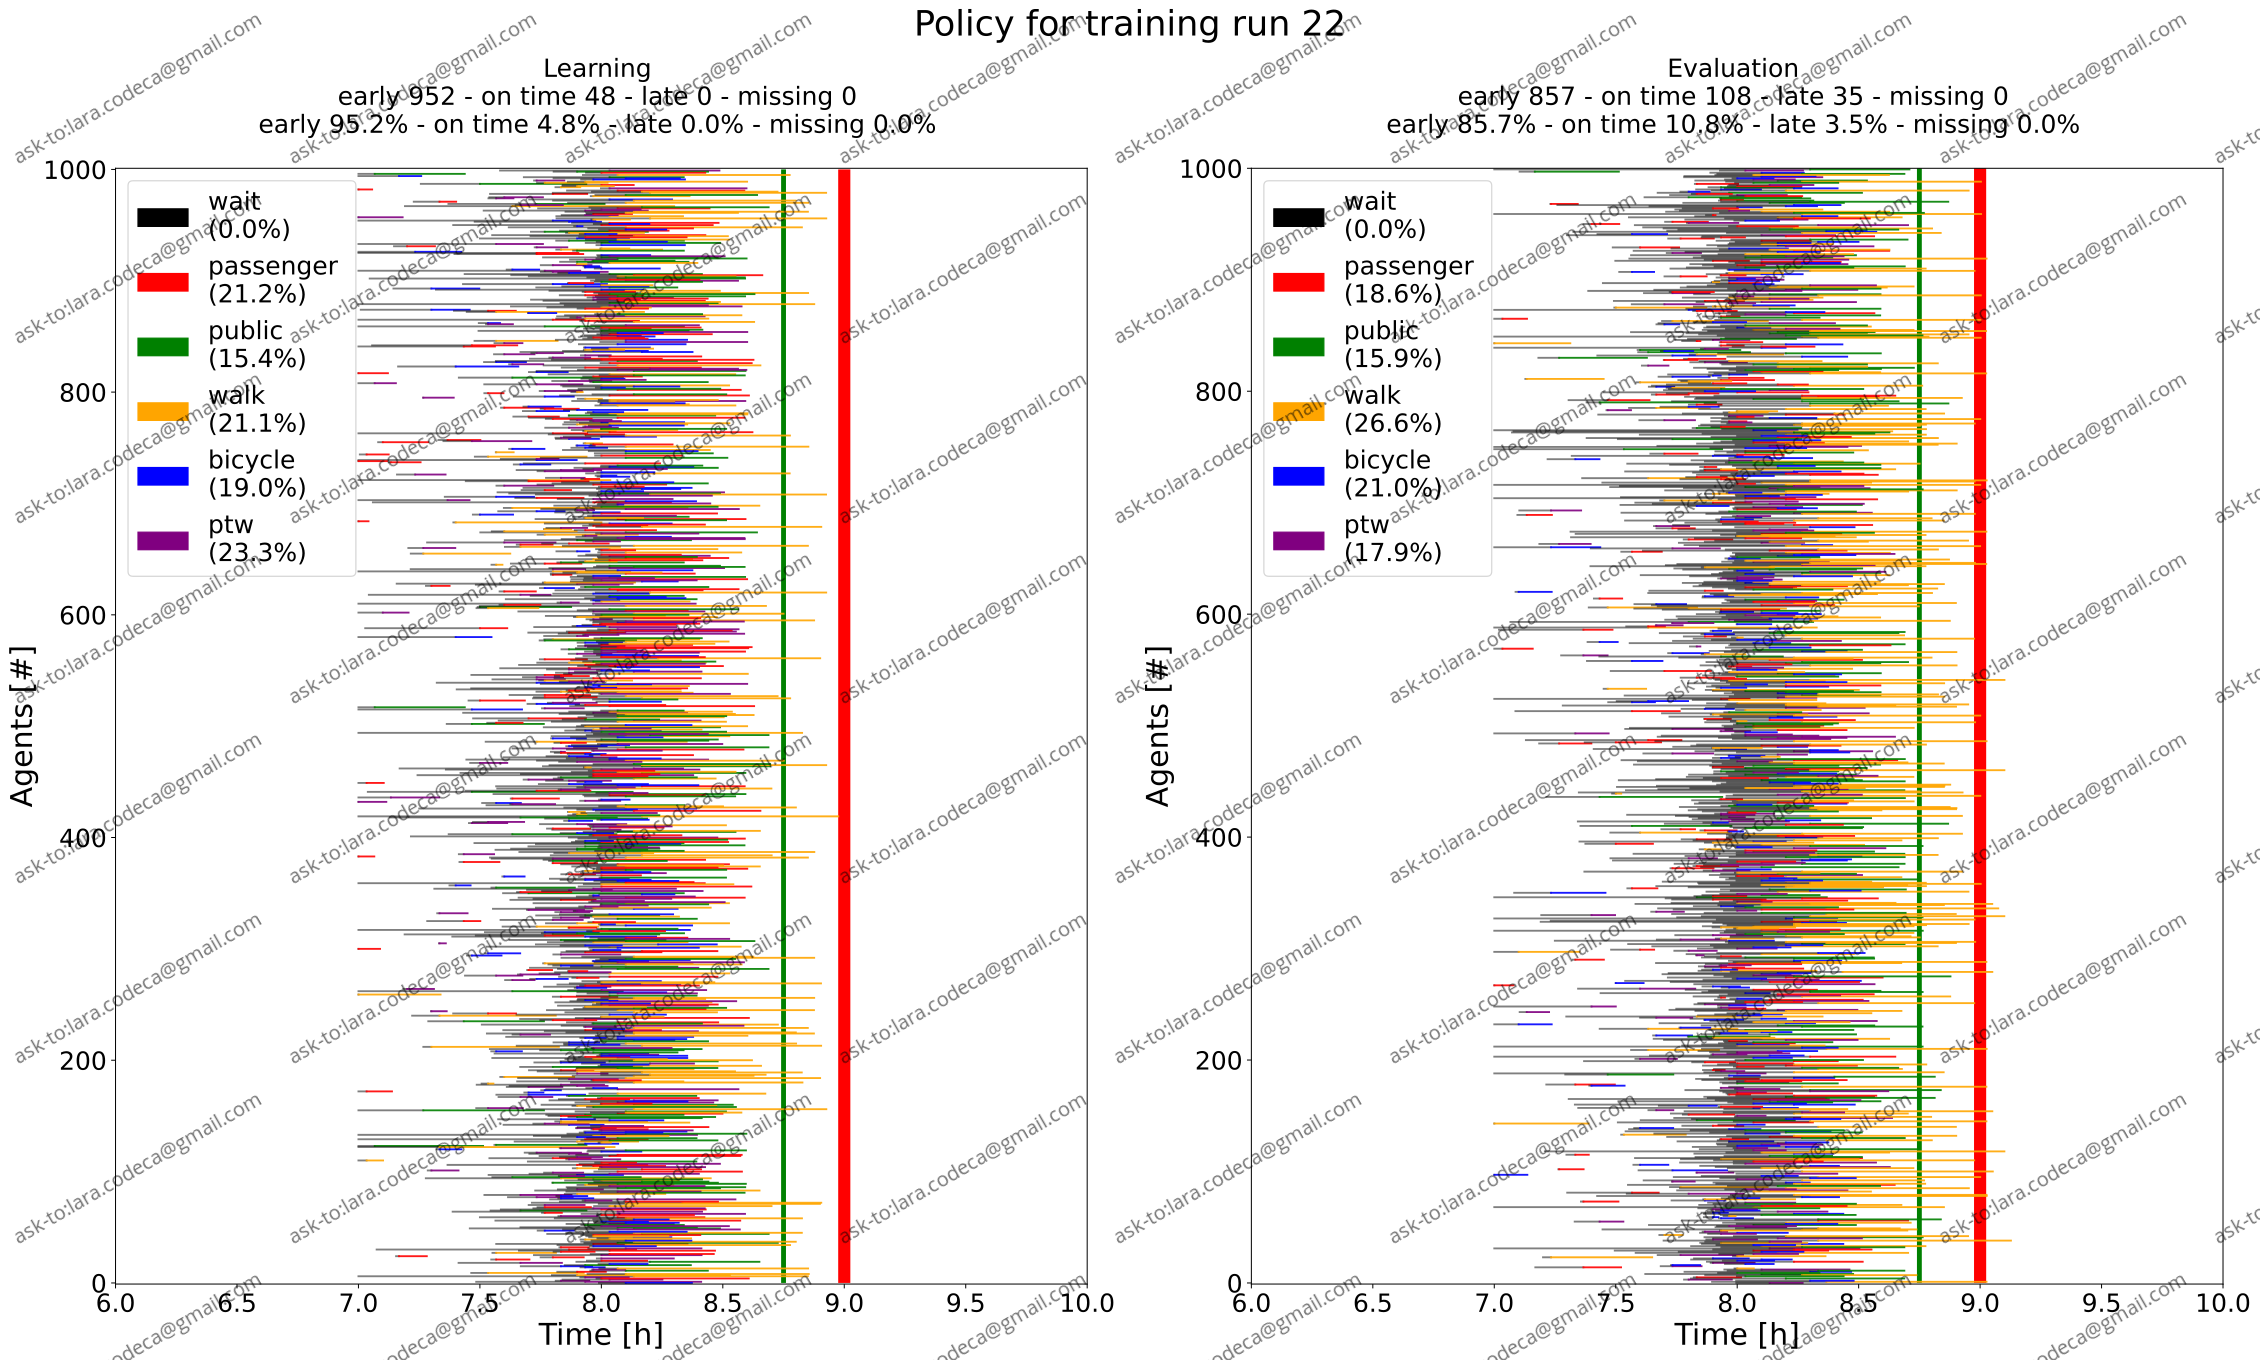 Policy for training run 22
Learning
early 952 - on time 48 - late 0 - missing 0
early 95.2% - on time 4.8% - late 0.0% - missing 0.0%
1000
800
600
400
200
0
Agents [#]
wait
(0.0%)
passenger
(21.2%)
public
(15.4%)
walk
(21.1%)
bicycle
(19.0%)
ptw
(23.3%)
6.0 6.5 7.0 7.5 8.0 8.5 9.0 9.5 10.0
Time [h]
Evaluation
early 857 - on time 108 - late 35 - missing 0
early 85.7% - on time 10.8% - late 3.5% - missing 0.0%
1000
800
600
400
200
0
Agents [#]
wait
(0.0%)
passenger
(18.6%)
public
(15.9%)
walk
(26.6%)
bicycle
(21.0%)
ptw
(17.9%)
6.0 6.5 7.0 7.5 8.0 8.5 9.0 9.5 10.0
Time [h]
ask-to:lara.codeca@gmail.com